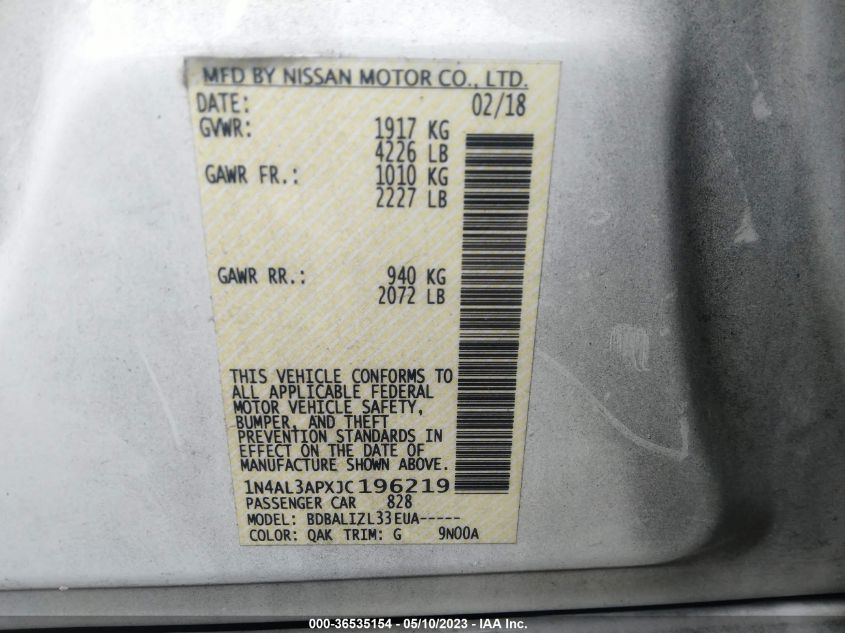 MFD BY NISSAN MOTOR CO., LTD.
DATE: 02/18
GVWR: 1917 KG
4226 LB
GAWR FR.: 1010 KG
2227 LB
GAWR RR.: 940 KG
2072 LB
THIS VEHICLE CONFORMS TO
ALL APPLICABLE FEDERAL
MOTOR VEHICLE SAFETY,
BUMPER, AND THEFT
PREVENTION STANDARDS IN
EFFECT ON THE DATE OF
MANUFACTURE SHOWN ABOVE.
1N4AL3APXJC196219
PASSENGER CAR 828
MODEL: BDBALIZL33EUA-----
COLOR: QAK TRIM: G 9N00A
000-36535154 - 05/10/2023 - IAA Inc.